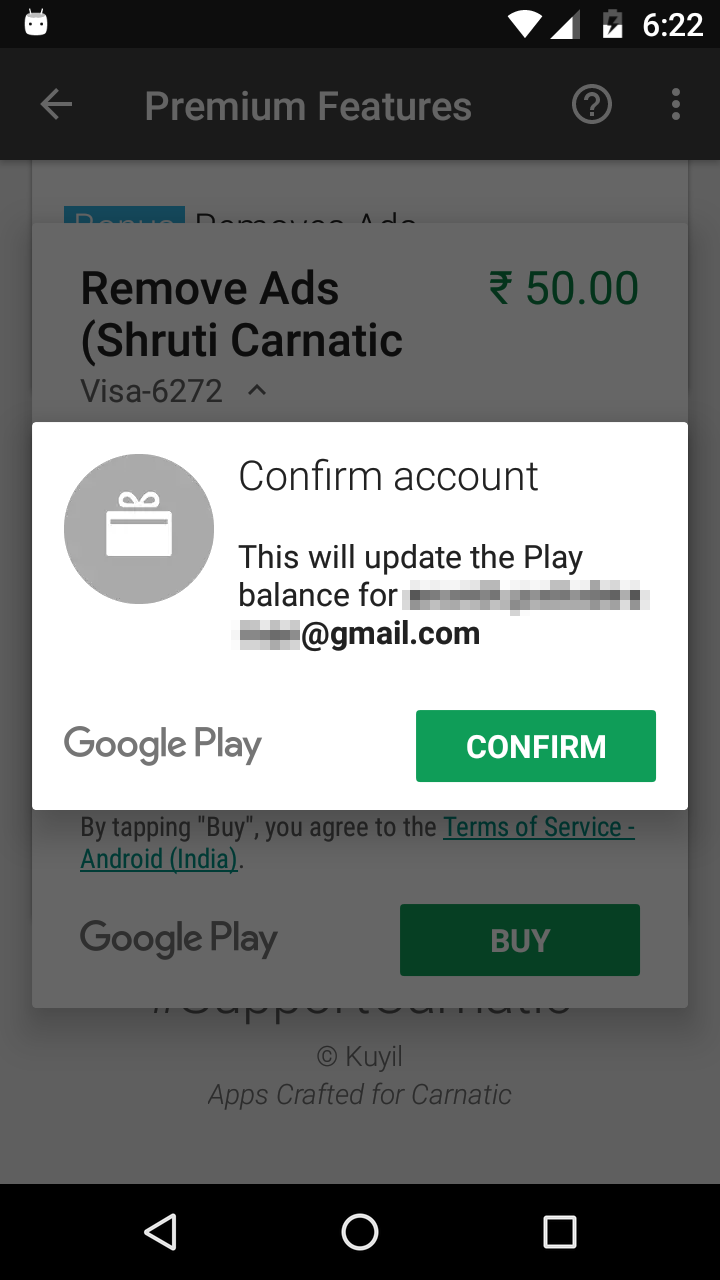 6:22
Premium Features
Bonus Removes Ads
Remove Ads
₹ 50.00
(Shruti Carnatic
Visa-6272
Confirm account
This will update the Play
balance for
@gmail.com
Google Play
CONFIRM
By tapping "Buy", you agree to the Terms of Service -
Android (India).
Google Play
BUY
#SupportCarnatic
© Kuyil
Apps Crafted for Carnatic